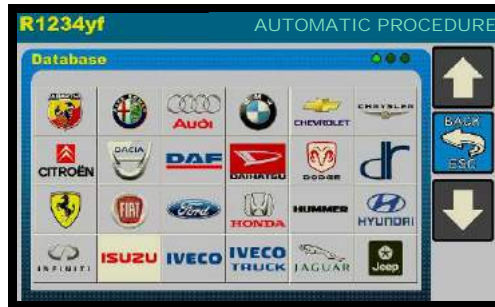 R1234yf AUTOMATIC PROCEDURE
Database
Audi CHEVROLET CHRYSLER
CITROËN DACIA DAF DAIHATSU DODGE dr
FIAT Ford HONDA HUMMER HYUNDAI
INFINITI ISUZU IVECO IVECO TRUCK JAGUAR Jeep
BACK
ESC